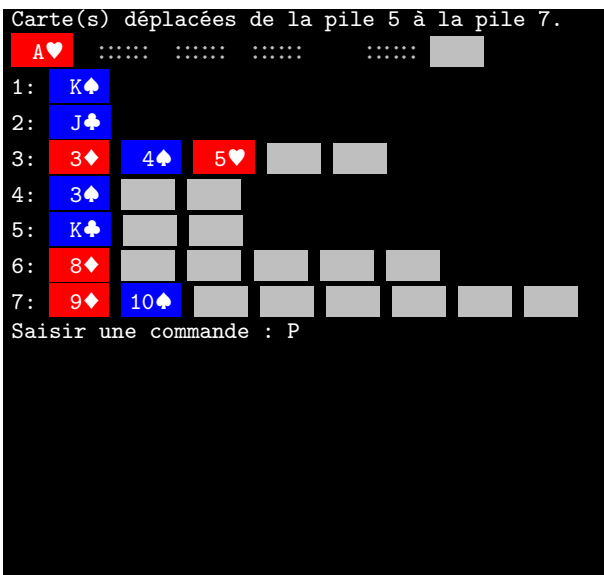 Carte(s) déplacées de la pile 5 à la pile 7.
A♥ :::::: :::::: :::::: ::::::
1: K♠
2: J♣
3: 3♦ 4♠ 5♥
4: 3♠
5: K♣
6: 8♦
7: 9♦ 10♠
Saisir une commande : P